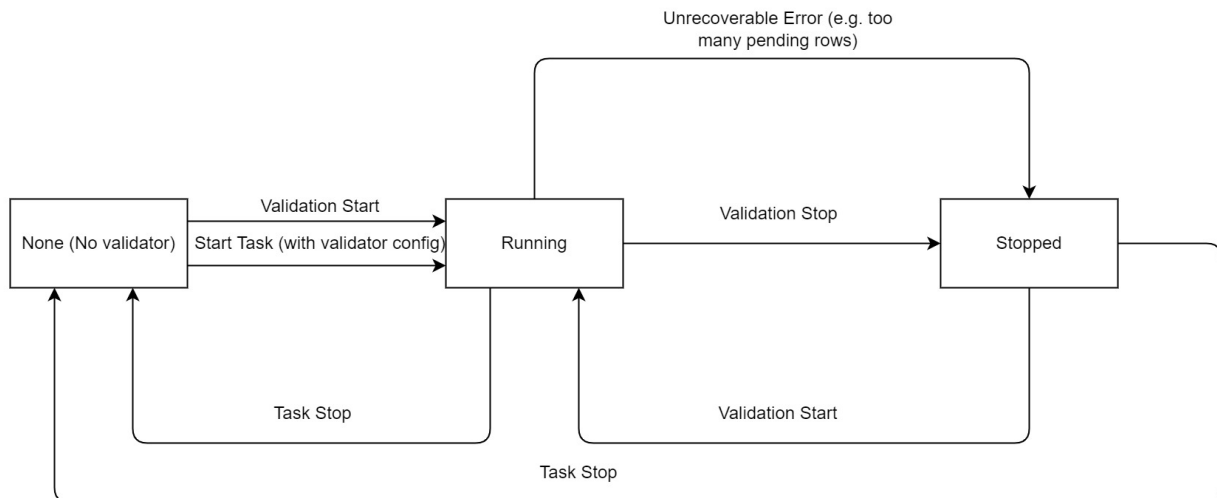 Unrecoverable Error (e.g. too
many pending rows)
Validation Start
None (No validator)
Start Task (with validator config)
Running
Validation Stop
Stopped
Task Stop
Validation Start
Task Stop